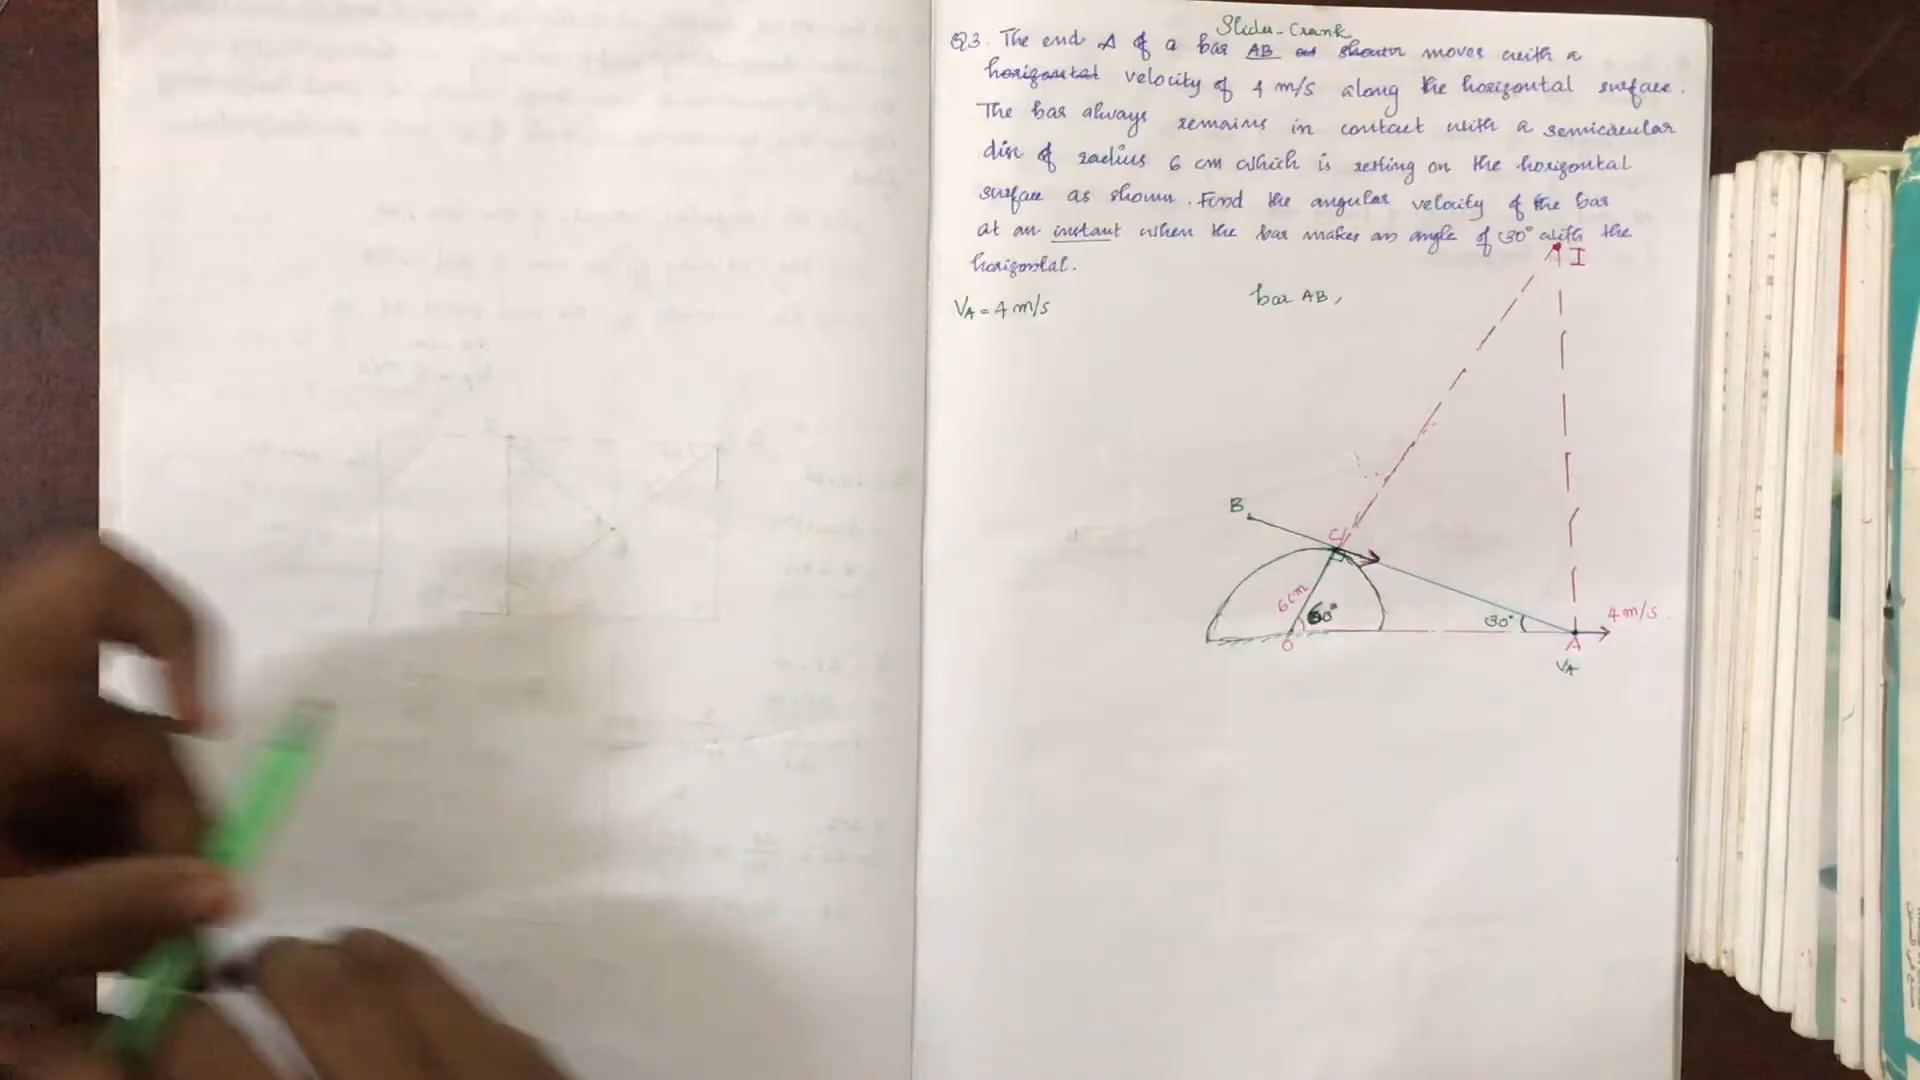 Slider-Crank
Q3. The end A of a bar AB as shown moves with a
horizontal velocity of 4 m/s along the horizontal surface.
The bar always remains in contact with a semicircular
disc of radius 6 cm which is resting on the horizontal
surface as shown. Find the angular velocity of the bar
at an instant when the bar makes an angle of 30° with the
horizontal.
I
VA = 4 m/s
bar AB,
B
C
6cm
60°
30°
4 m/s.
O
A
VA